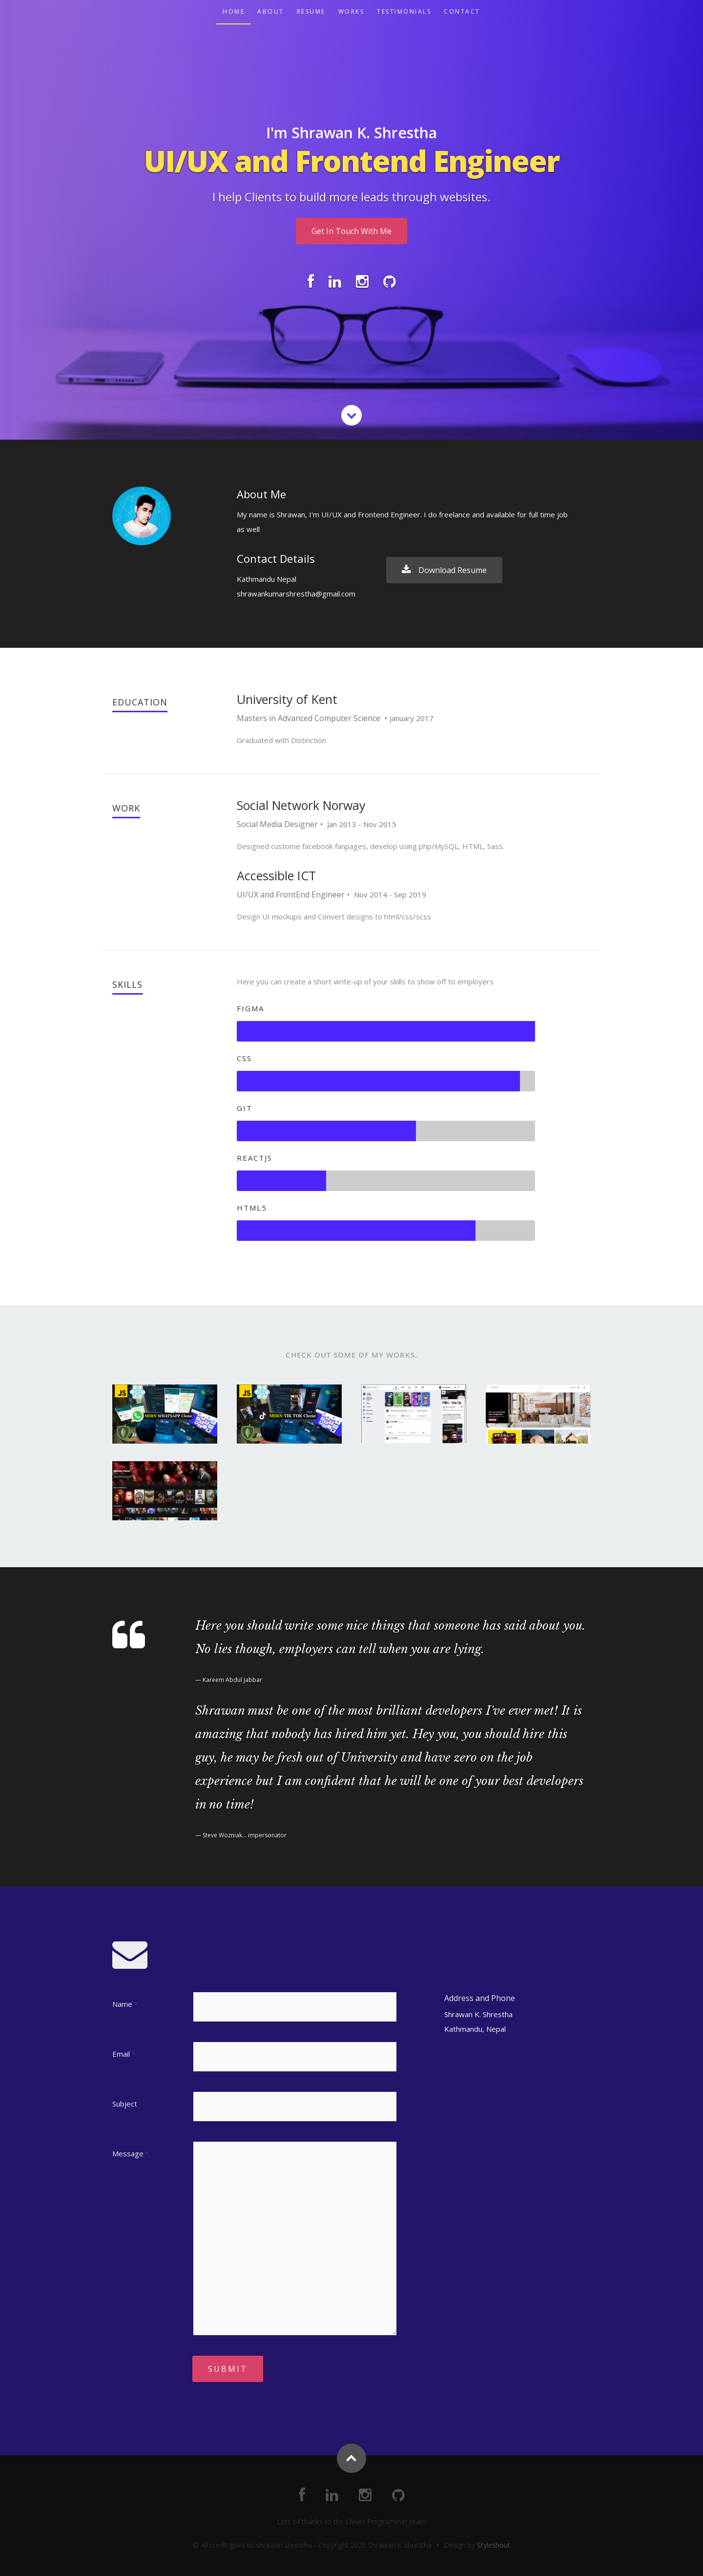 HOME ABOUT RESUME WORKS TESTIMONIALS CONTACT
I'm Shrawan K. Shrestha
UI/UX and Frontend Engineer
I help Clients to build more leads through websites.
Get In Touch With Me
About Me
My name is Shrawan, I'm UI/UX and Frontend Engineer. I do freelance and available for full time job
as well
Contact Details
Kathmandu Nepal
shrawankumarshrestha@gmail.com
Download Resume
EDUCATION
University of Kent
Masters in Advanced Computer Science • January 2017
Graduated with Distinction
WORK
Social Network Norway
Social Media Designer • Jan 2013 - Nov 2015
Designed custome facebook fanpages, develop using php/MySQL, HTML, Sass.
Accessible ICT
UI/UX and FrontEnd Engineer • Nov 2014 - Sep 2019
Design UI mockups and Convert designs to html/css/scss
SKILLS
Here you can create a short write-up of your skills to show off to employers
FIGMA
CSS
GIT
REACTJS
HTML5
CHECK OUT SOME OF MY WORKS.
JS
MERN WHATSAPP Clone
JS
MERN TIK TOK Clone
Here you should write some nice things that someone has said about you.
No lies though, employers can tell when you are lying.
— Kareem Abdul Jabbar
Shrawan must be one of the most brilliant developers I've ever met! It is
amazing that nobody has hired him yet. Hey you, you should hire this
guy, he may be fresh out of University and have zero on the job
experience but I am confident that he will be one of your best developers
in no time!
— Steve Wozniak... impersonator
Name *
Email *
Subject
Message *
SUBMIT
Address and Phone
Shrawan K. Shrestha
Kathmandu, Nepal
Lots of thanks to the Clever Programmer team
© All credit goes to shrawan shrestha - Copyright 2020 Shrawan k. shrestha • Design by Styleshout